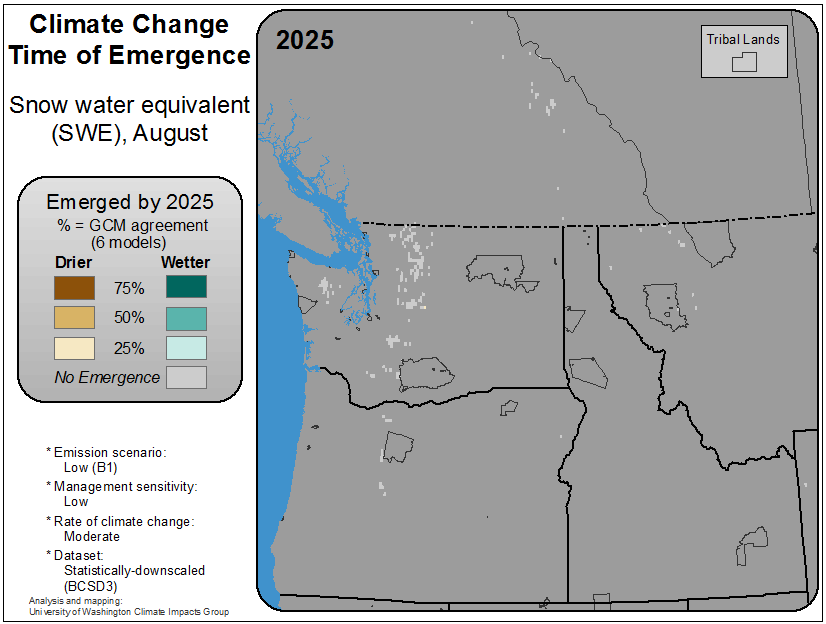 Climate Change
Time of Emergence
Snow water equivalent
(SWE), August
Emerged by 2025
% = GCM agreement
(6 models)
Drier Wetter
75%
50%
25%
No Emergence
* Emission scenario:
Low (B1)
* Management sensitivity:
Low
* Rate of climate change:
Moderate
* Dataset:
Statistically-downscaled
(BCSD3)
Analysis and mapping:
University of Washington Climate Impacts Group
2025
Tribal Lands